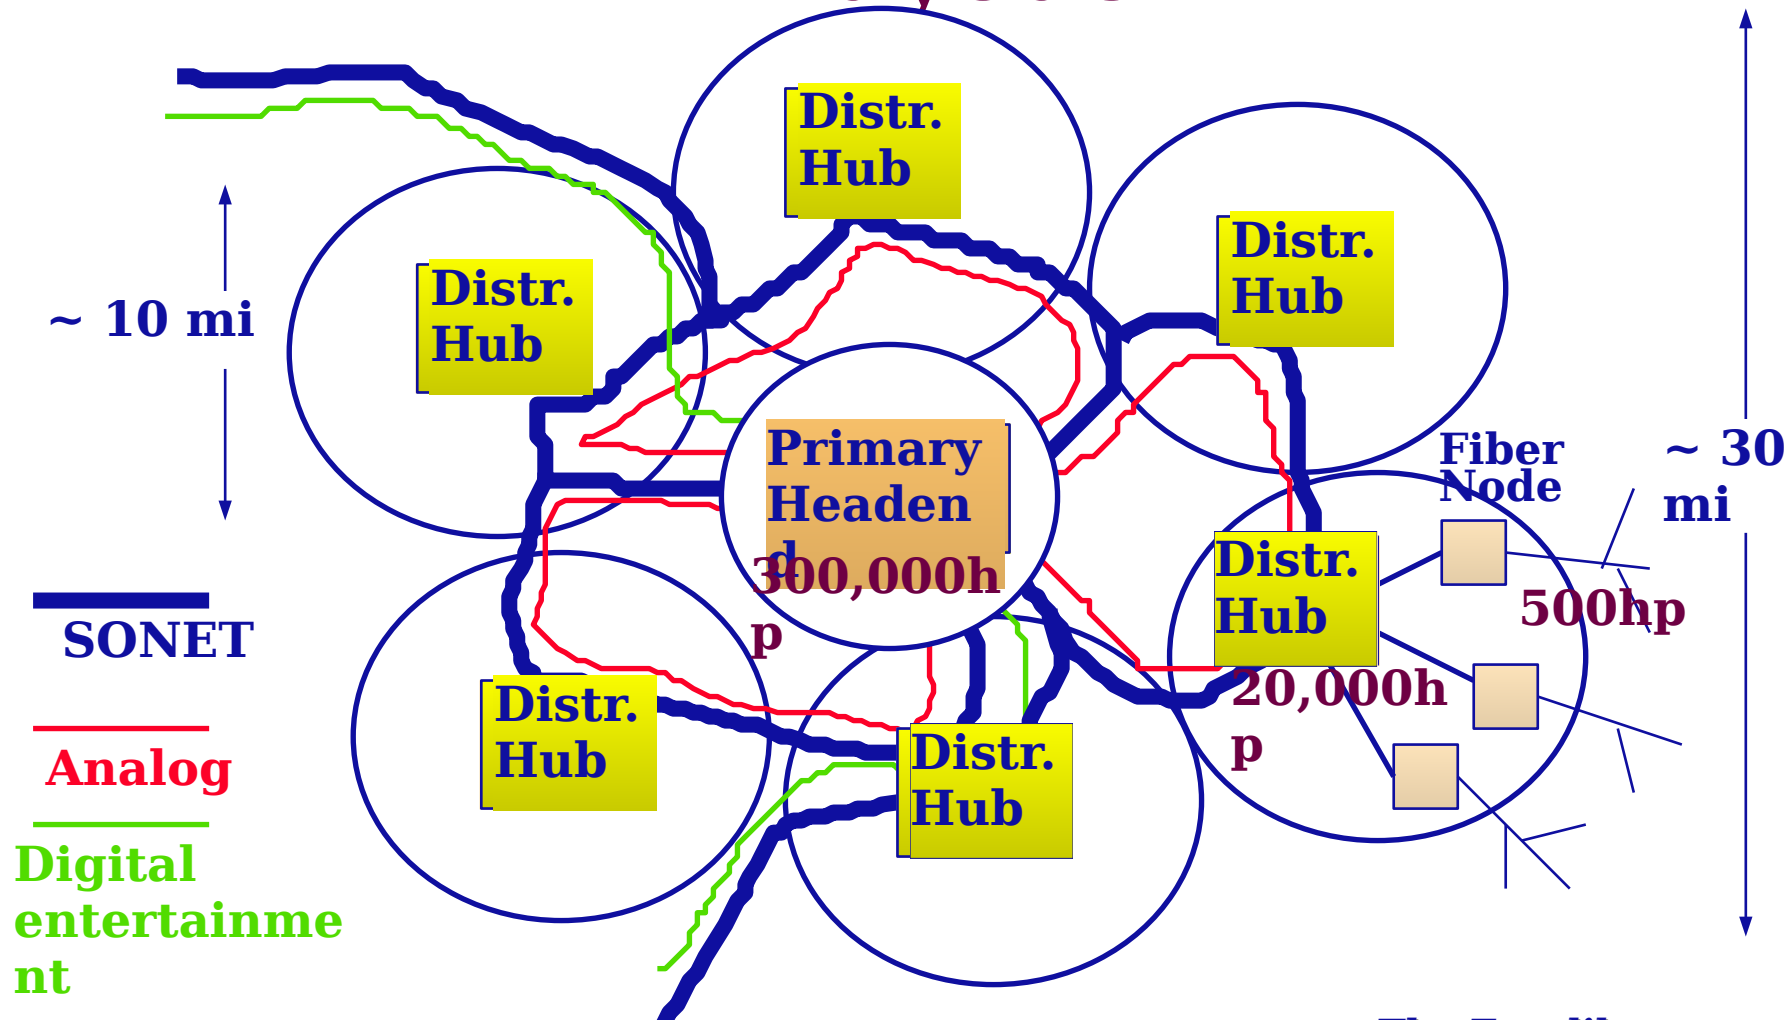 Distr.
Hub
Distr.
Hub
Distr.
Hub
~ 10 mi
Fiber
Node
~ 30
mi
Primary
Headen
d
300,000h
p
Distr.
Hub
500hp
20,000h
p
SONET
Distr.
Hub
Distr.
Hub
Analog
Digital
entertainme
nt